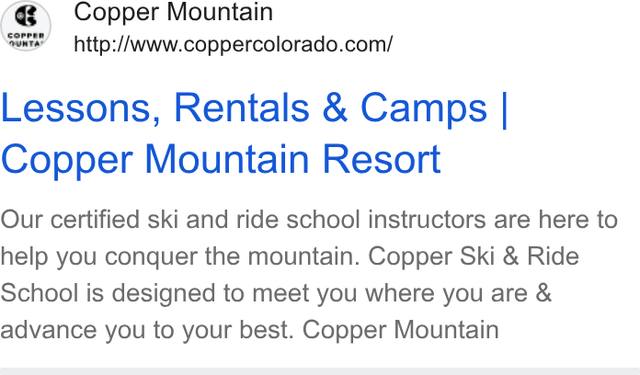 Copper Mountain
http://www.coppercolorado.com/
COPPER
Lessons, Rentals & Camps |
Copper Mountain Resort
Our certified ski and ride school instructors are here to
help you conquer the mountain. Copper Ski & Ride
School is designed to meet you where you are &
advance you to your best. Copper Mountain